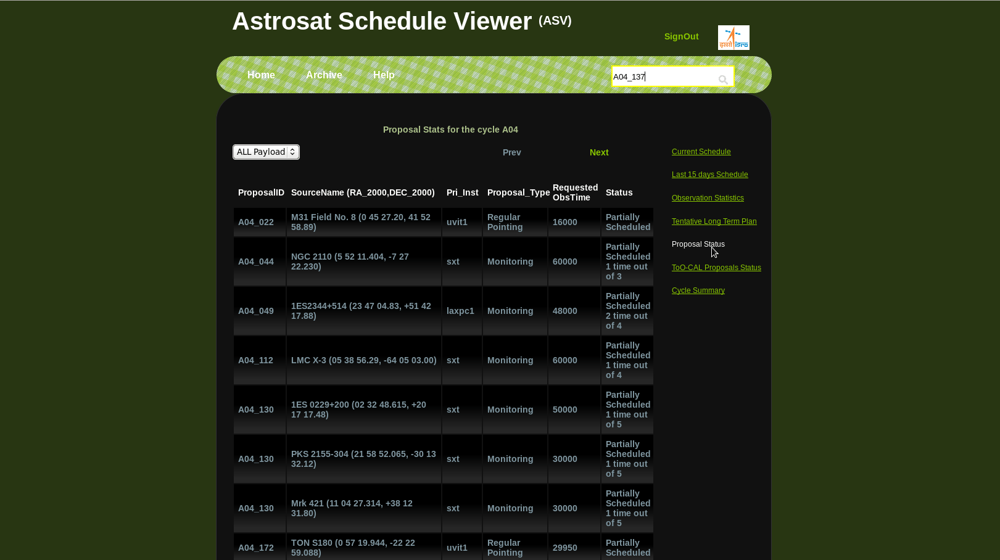 Astrosat Schedule Viewer (ASV)
SignOut
इसरो isro
Home Archive Help A04_137
Proposal Stats for the cycle A04
ALL Payload Prev Next
ProposalID SourceName (RA_2000,DEC_2000) Pri_Inst Proposal_Type Requested ObsTime Status
A04_022 M31 Field No. 8 (0 45 27.20, 41 52 58.89) uvit1 Regular Pointing 16000 Partially Scheduled
A04_044 NGC 2110 (5 52 11.404, -7 27 22.230) sxt Monitoring 60000 Partially Scheduled 1 time out of 3
A04_049 1ES2344+514 (23 47 04.83, +51 42 17.88) laxpc1 Monitoring 48000 Partially Scheduled 2 time out of 4
A04_112 LMC X-3 (05 38 56.29, -64 05 03.00) sxt Monitoring 60000 Partially Scheduled 1 time out of 4
A04_130 1ES 0229+200 (02 32 48.615, +20 17 17.48) sxt Monitoring 50000 Partially Scheduled 1 time out of 5
A04_130 PKS 2155-304 (21 58 52.065, -30 13 32.12) sxt Monitoring 30000 Partially Scheduled 1 time out of 5
A04_130 Mrk 421 (11 04 27.314, +38 12 31.80) sxt Monitoring 30000 Partially Scheduled 1 time out of 5
A04_172 TON S180 (0 57 19.944, -22 22 59.088) uvit1 Regular Pointing 29950 Partially Scheduled
Current Schedule
Last 15 days Schedule
Observation Statistics
Tentative Long Term Plan
Proposal Status
ToO-CAL Proposals Status
Cycle Summary